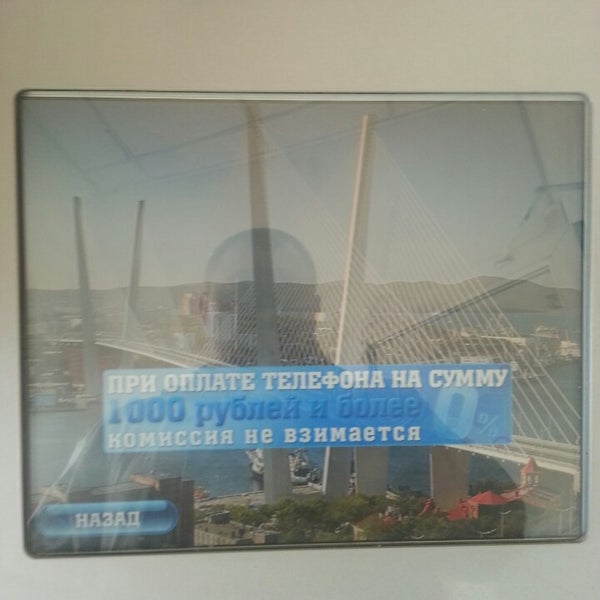 ПРИ ОПЛАТЕ ТЕЛЕФОНА НА СУММУ
1000 рублей и более 0%
КОМИССИЯ НЕ ВЗИМАЕТСЯ
НАЗАД